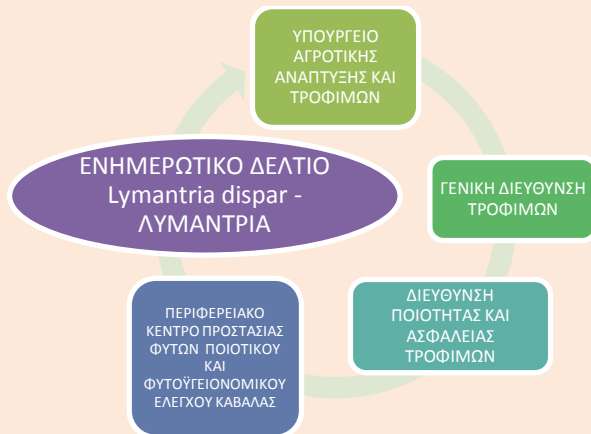 ΥΠΟΥΡΓΕΙΟ
ΑΓΡΟΤΙΚΗΣ
ΑΝΑΠΤΥΞΗΣ ΚΑΙ
ΤΡΟΦΙΜΩΝ
ΕΝΗΜΕΡΩΤΙΚΟ ΔΕΛΤΙΟ
Lymantria dispar -
ΛΥΜΑΝΤΡΙΑ
ΓΕΝΙΚΗ ΔΙΕΥΘΥΝΣΗ
ΤΡΟΦΙΜΩΝ
ΔΙΕΥΘΥΝΣΗ
ΠΟΙΟΤΗΤΑΣ ΚΑΙ
ΑΣΦΑΛΕΙΑΣ
ΤΡΟΦΙΜΩΝ
ΠΕΡΙΦΕΡΕΙΑΚΟ
ΚΕΝΤΡΟ ΠΡΟΣΤΑΣΙΑΣ
ΦΥΤΩΝ ΠΟΙΟΤΙΚΟΥ
ΚΑΙ
ΦΥΤΟΫΓΕΙΟΝΟΜΙΚΟΥ
ΕΛΕΓΧΟΥ ΚΑΒΑΛΑΣ